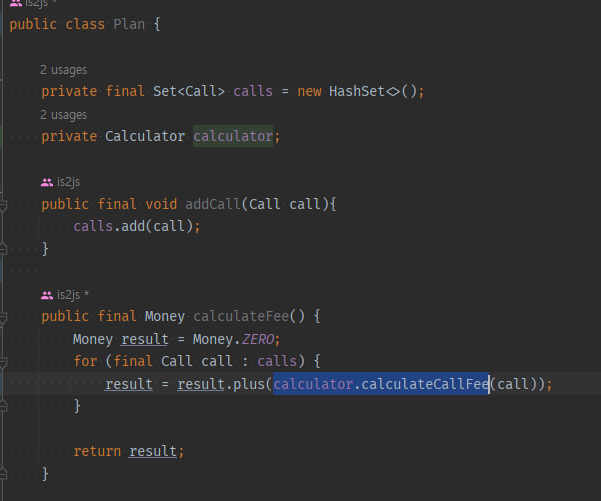 is2js *
public class Plan {
2 usages
private final Set<Call> calls = new HashSet<>();
2 usages
private Calculator calculator;
is2js
public final void addCall(Call call){
calls.add(call);
}
is2js *
public final Money calculateFee() {
Money result = Money.ZERO;
for (final Call call : calls) {
result = result.plus(calculator.calculateCallFee(call));
}
return result;
}